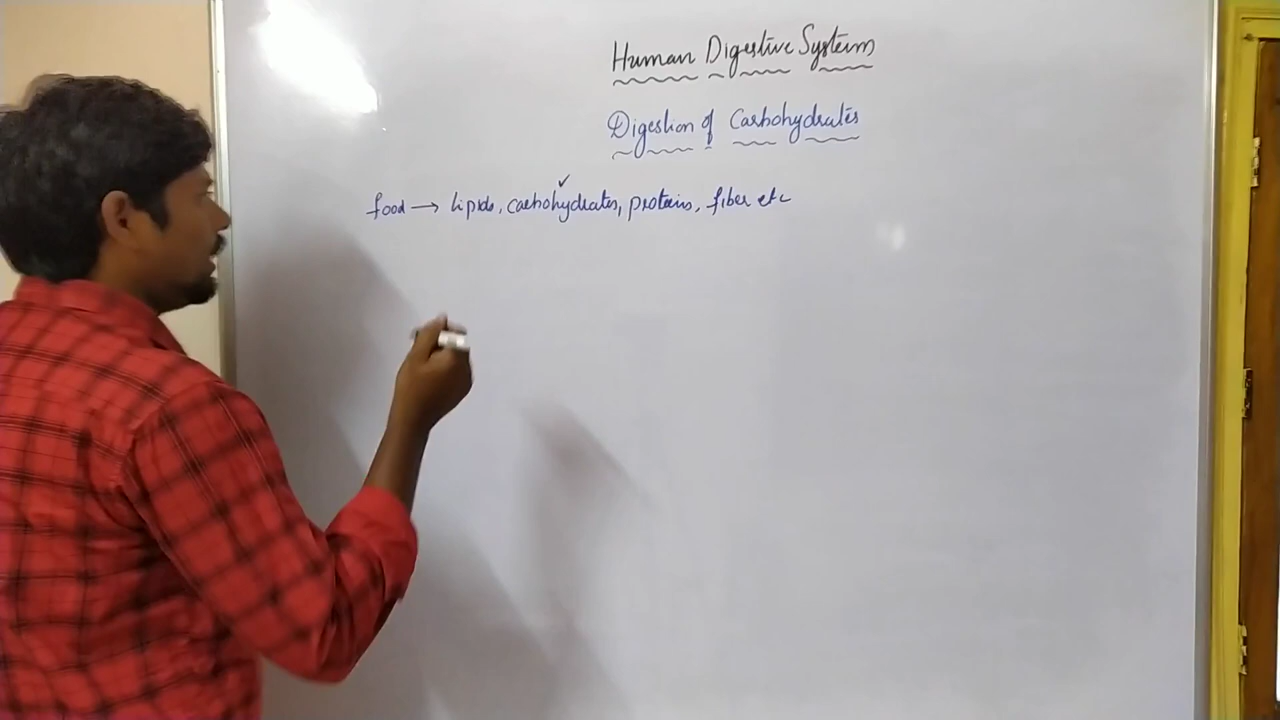 Human Digestive System
Digestion of Carbohydrates
food → Lipids, carbohydrates, proteins, fiber etc